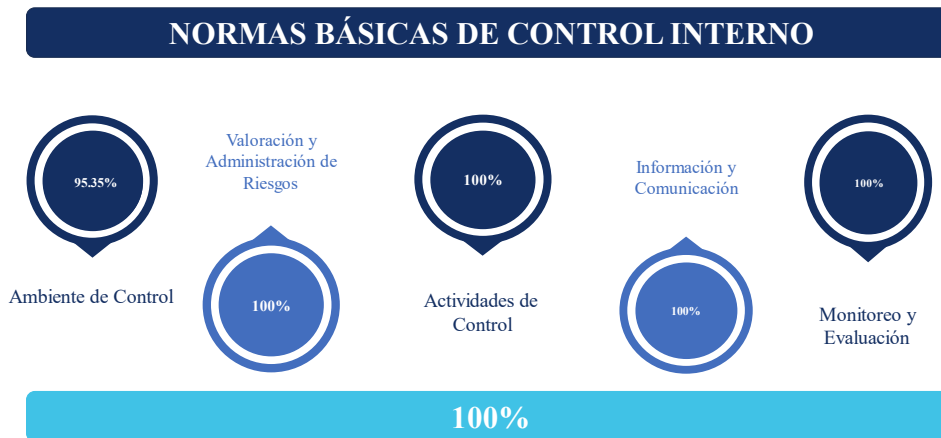 NORMAS BÁSICAS DE CONTROL INTERNO
95.35%
Ambiente de Control
Valoración y
Administración de
Riesgos
100%
100%
Actividades de
Control
Información y
Comunicación
100%
100%
Monitoreo y
Evaluación
100%